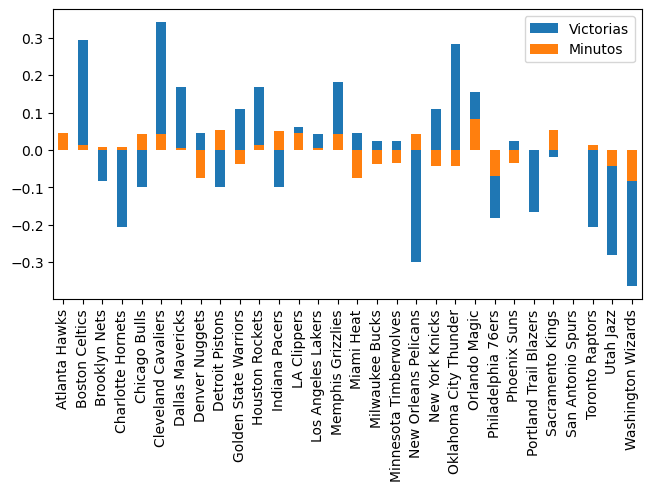 Victorias
Minutos
0.3
0.2
0.1
0.0
−0.1
−0.2
−0.3
Atlanta Hawks
Boston Celtics
Brooklyn Nets
Charlotte Hornets
Chicago Bulls
Cleveland Cavaliers
Dallas Mavericks
Denver Nuggets
Detroit Pistons
Golden State Warriors
Houston Rockets
Indiana Pacers
LA Clippers
Los Angeles Lakers
Memphis Grizzlies
Miami Heat
Milwaukee Bucks
Minnesota Timberwolves
New Orleans Pelicans
New York Knicks
Oklahoma City Thunder
Orlando Magic
Philadelphia 76ers
Phoenix Suns
Portland Trail Blazers
Sacramento Kings
San Antonio Spurs
Toronto Raptors
Utah Jazz
Washington Wizards